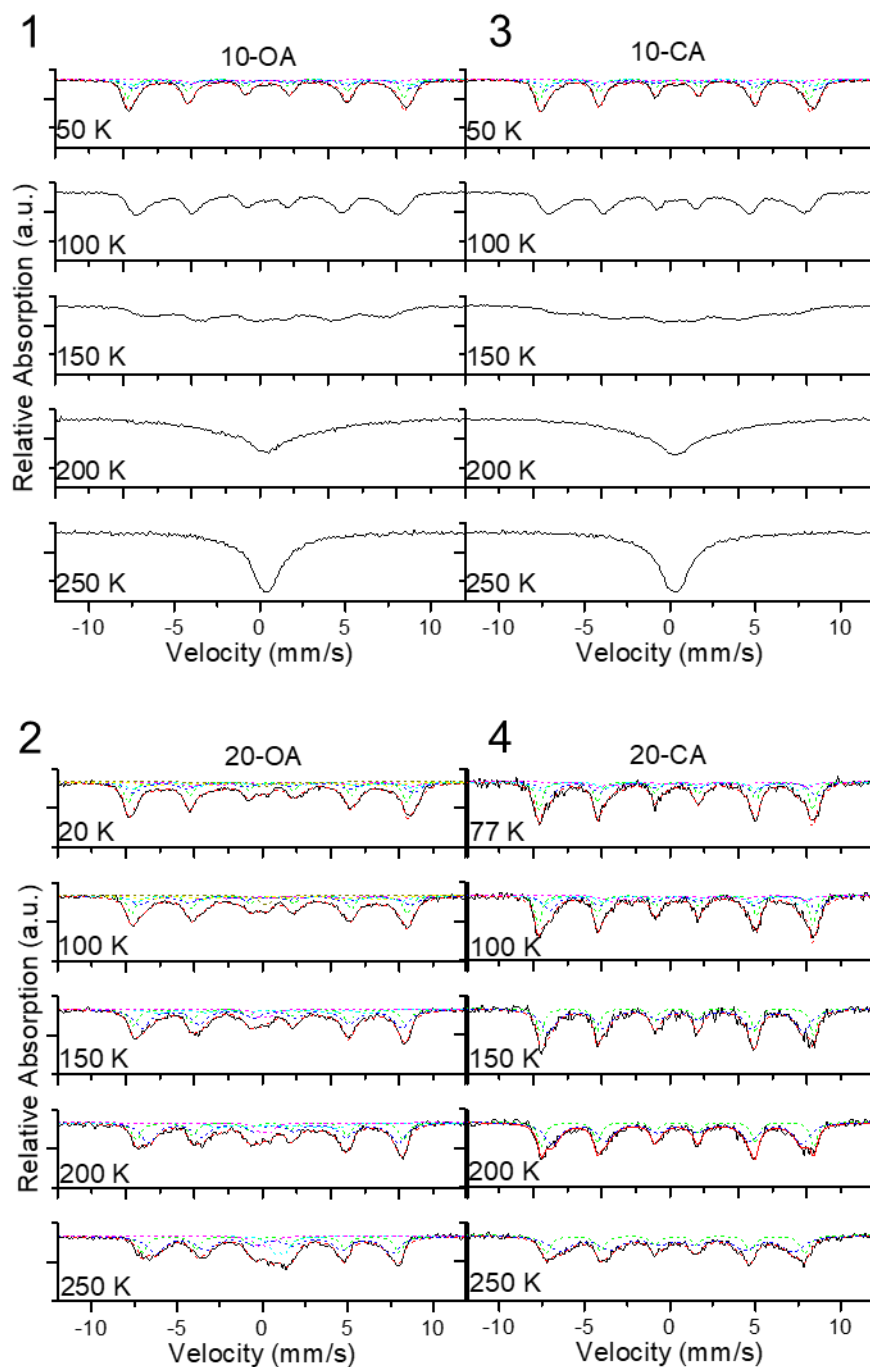 1
10-OA
3
10-CA
50 K
50 K
100 K
100 K
150 K
150 K
200 K
200 K
250 K
250 K
Relative Absorption (a.u.)
-10 -5 0 5 10
-10 -5 0 5 10
Velocity (mm/s)
Velocity (mm/s)
2
20-OA
4
20-CA
20 K
77 K
100 K
100 K
150 K
150 K
200 K
200 K
250 K
250 K
Relative Absorption (a.u.)
-10 -5 0 5 10
-10 -5 0 5 10
Velocity (mm/s)
Velocity (mm/s)